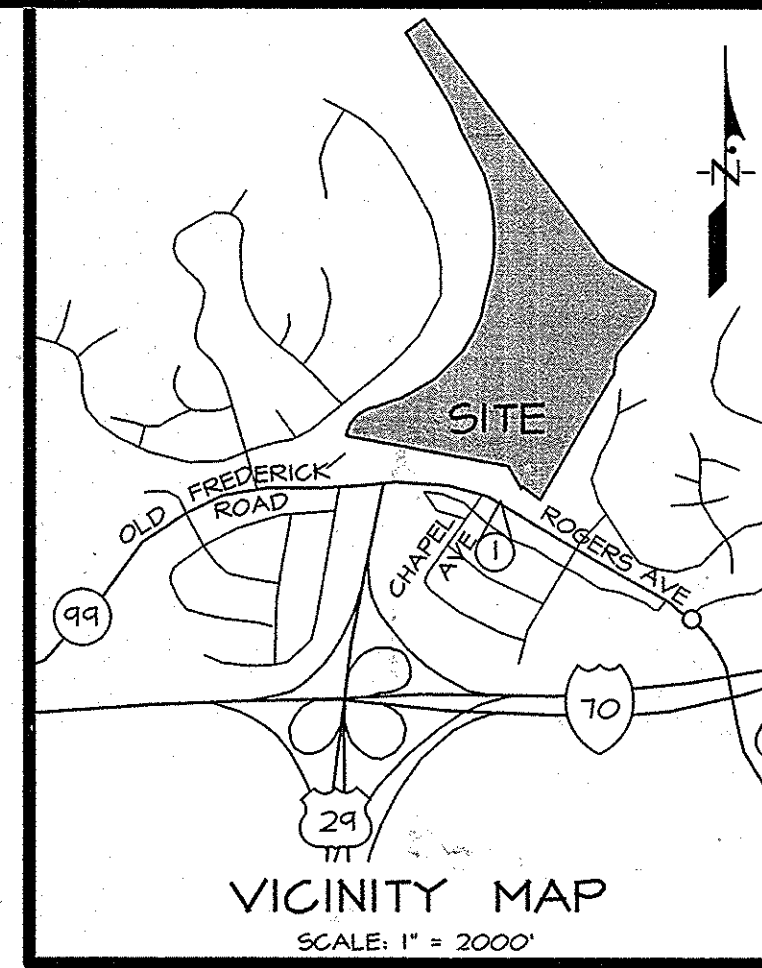 N
SITE
OLD FREDERICK
ROAD
CHAPEL
AVE
1
ROGERS AVE
99
70
29
VICINITY MAP
SCALE: 1" = 2000'